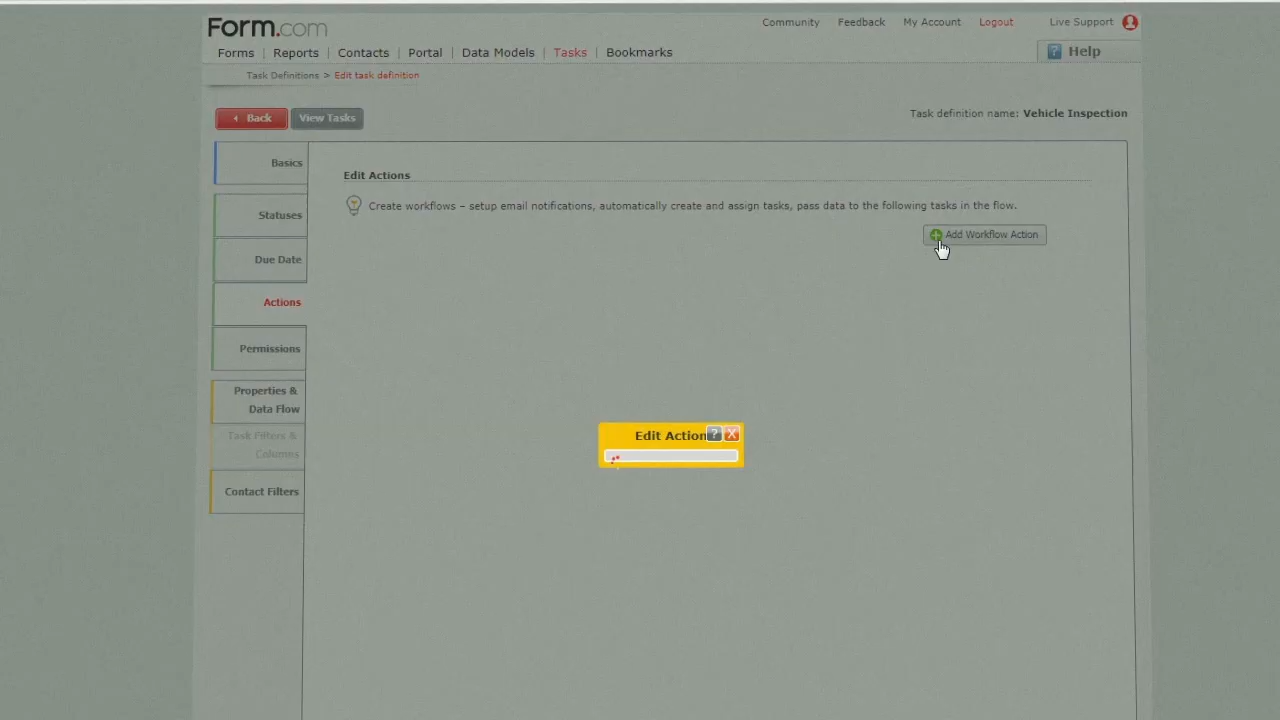 Form.com
Community Feedback My Account Logout Live Support
Forms | Reports | Contacts | Portal | Data Models | Tasks | Bookmarks
? Help
Task Definitions > Edit task definition
Back View Tasks
Task definition name: Vehicle Inspection
Basics
Statuses
Due Date
Actions
Permissions
Properties &
Data Flow
Task Filters &
Columns
Contact Filters
Edit Actions
Create workflows – setup email notifications, automatically create and assign tasks, pass data to the following tasks in the flow.
Add Workflow Action
Edit Action ? X